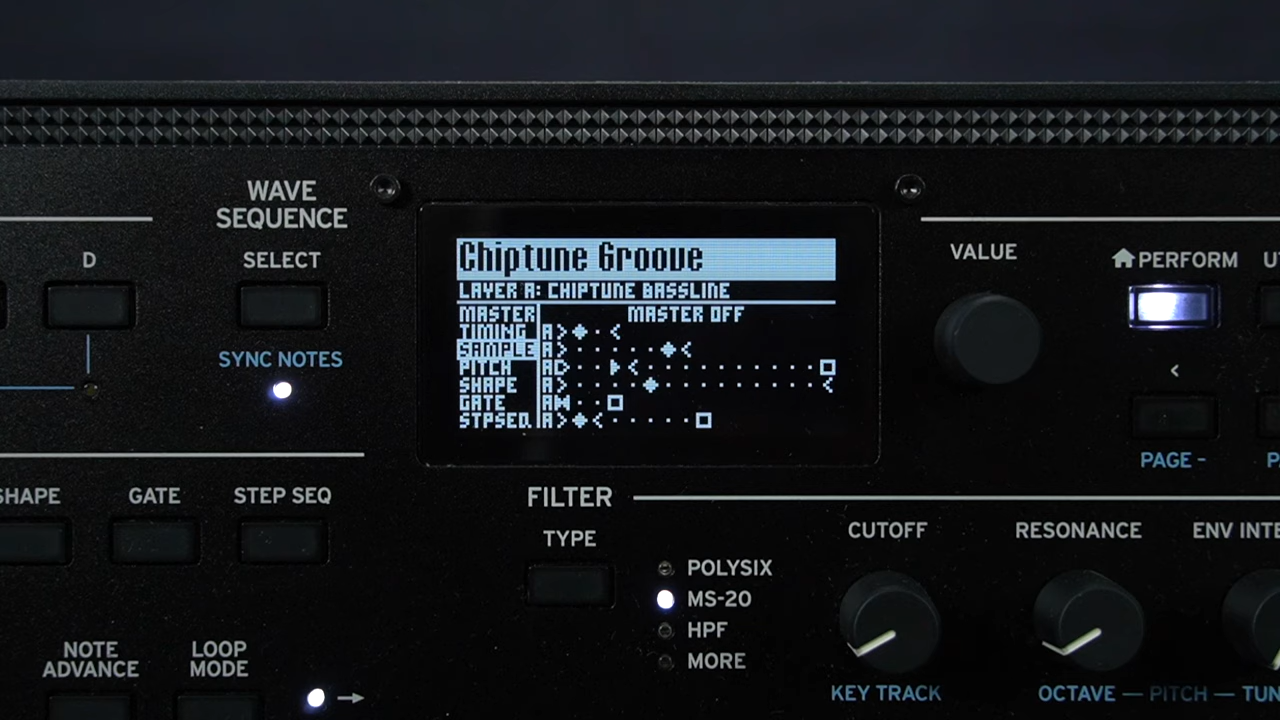 WAVE
SEQUENCE
D
SELECT
SYNC NOTES
Chiptune Groove
LAYER A: CHIPTUNE BASSLINE
MASTER MASTER OFF
TIMING A
SAMPLE A
PITCH A
SHAPE A
GATE A
STPSEQ A
VALUE
PERFORM
<
PAGE -
SHAPE
GATE
STEP SEQ
FILTER
TYPE
POLYSIX
MS-20
HPF
MORE
CUTOFF
RESONANCE
ENV INTE
NOTE
ADVANCE
LOOP
MODE
KEY TRACK
OCTAVE — PITCH — TUN